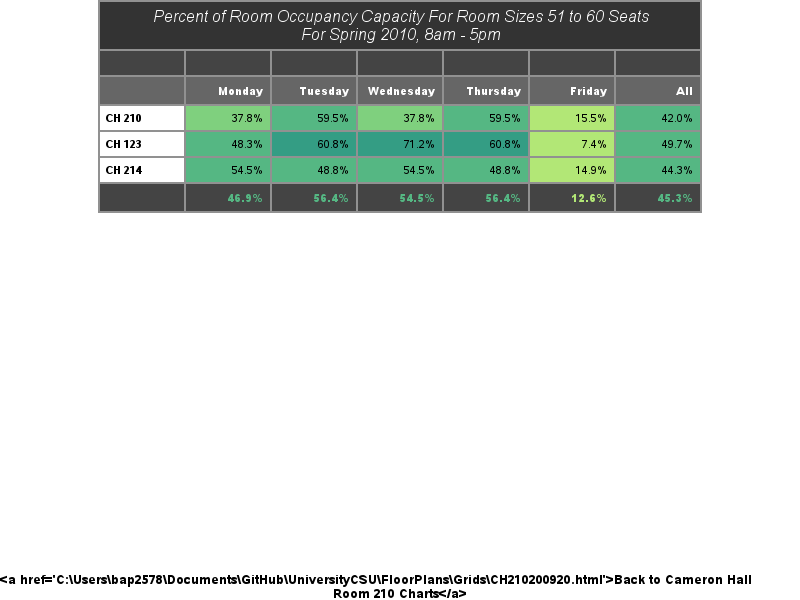 Percent of Room Occupancy Capacity For Room Sizes 51 to 60 Seats
For Spring 2010, 8am - 5pm
Monday Tuesday Wednesday Thursday Friday All
CH 210 37.8% 59.5% 37.8% 59.5% 15.5% 42.0%
CH 123 48.3% 60.8% 71.2% 60.8% 7.4% 49.7%
CH 214 54.5% 48.8% 54.5% 48.8% 14.9% 44.3%
46.9% 56.4% 54.5% 56.4% 12.6% 45.3%
<a href='C:\Users\bap2578\Documents\GitHub\UniversityCSU\FloorPlans\Grids\CH210200920.html'>Back to Cameron Hall
Room 210 Charts</a>